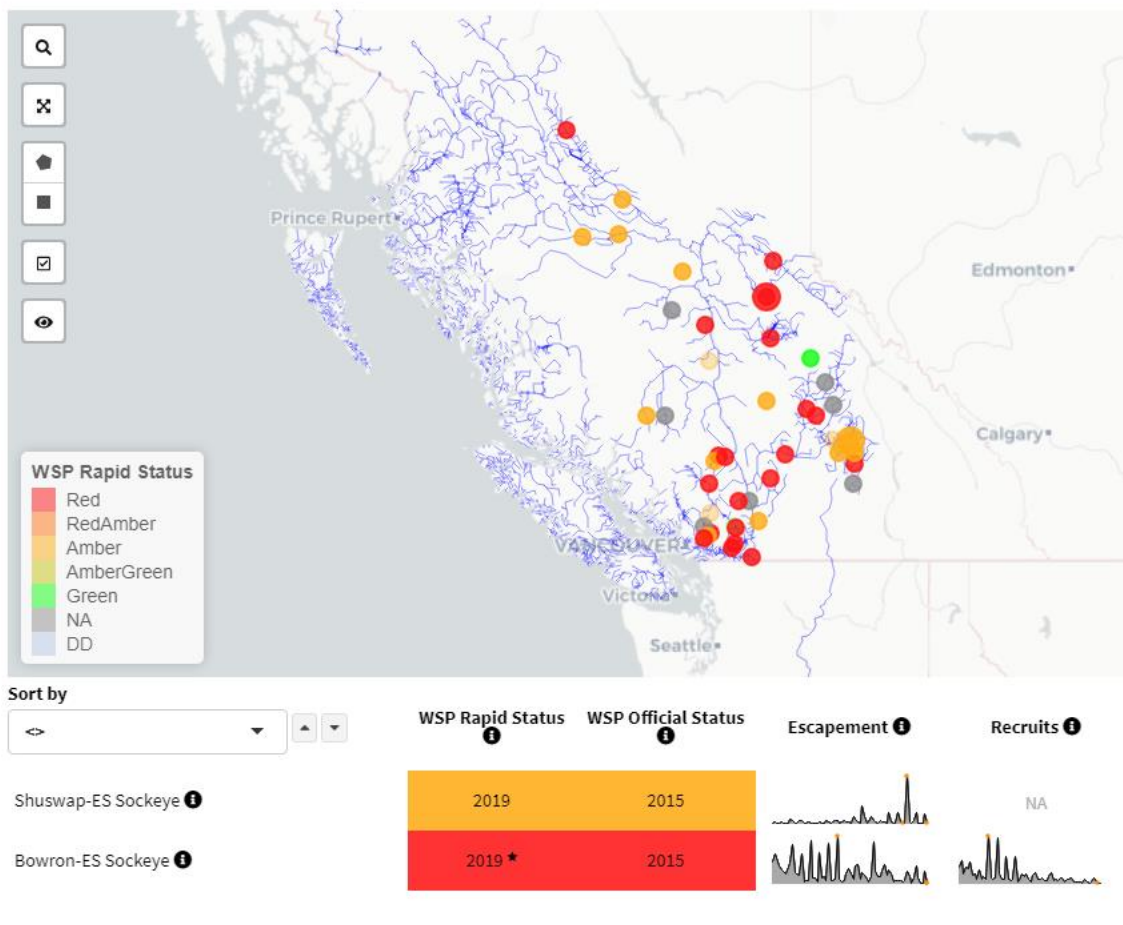 Prince Rupert
Edmonton
Calgary
WSP Rapid Status
Red
RedAmber
Amber
AmberGreen
Green
NA
DD
VANCOUVER
Victoria
Seattle
Sort by
<>
WSP Rapid Status
WSP Official Status
Escapement
Recruits
Shuswap-ES Sockeye
2019
2015
NA
Bowron-ES Sockeye
2019 ★
2015